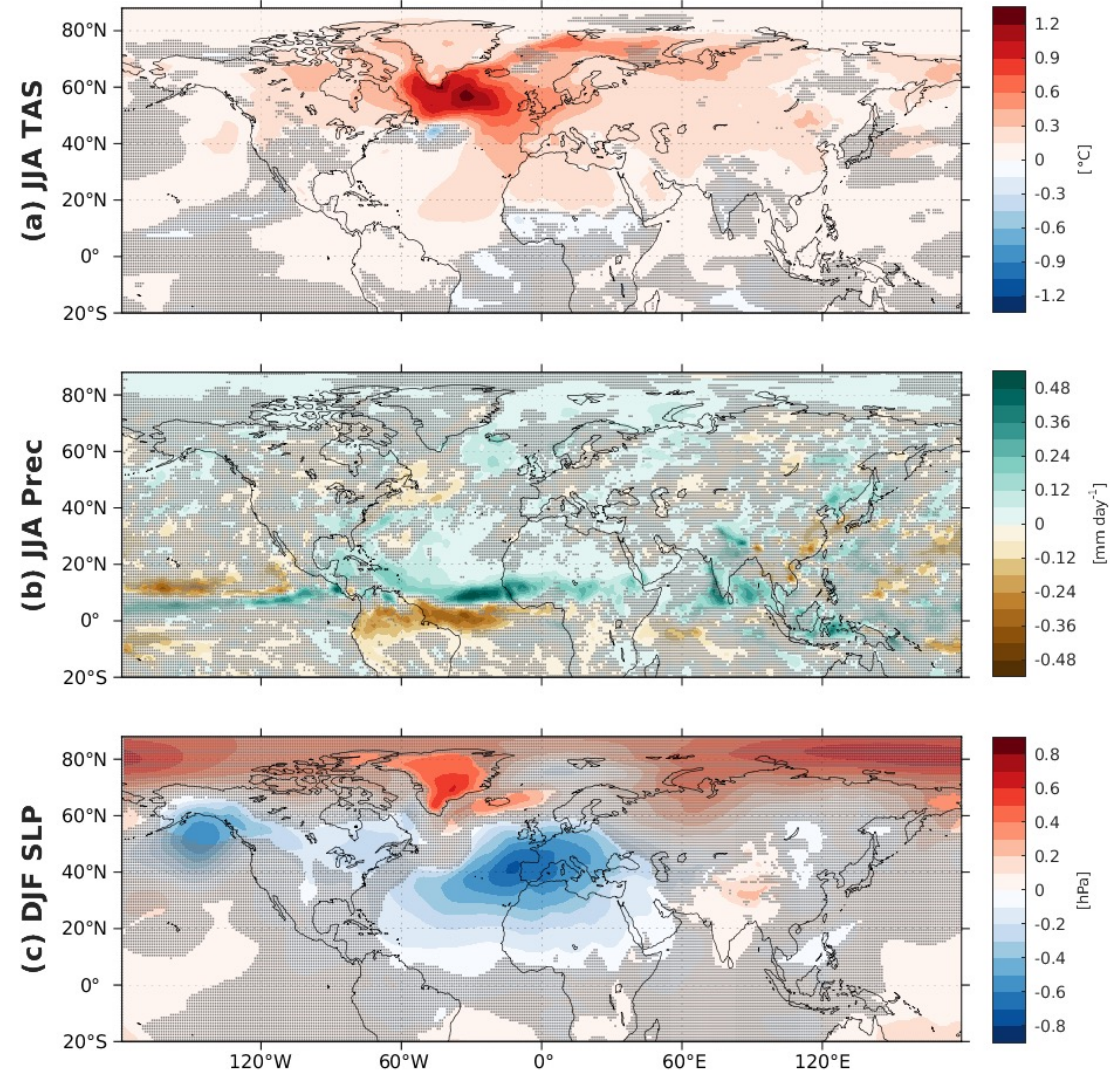 (a) JJA TAS
80°N
60°N
40°N
20°N
0°
20°S
1.2
0.9
0.6
0.3
0
-0.3
-0.6
-0.9
-1.2
[°C]
(b) JJA Prec
80°N
60°N
40°N
20°N
0°
20°S
0.48
0.36
0.24
0.12
0
-0.12
-0.24
-0.36
-0.48
[mm day⁻¹]
(c) DJF SLP
80°N
60°N
40°N
20°N
0°
20°S
120°W
60°W
0°
60°E
120°E
0.8
0.6
0.4
0.2
0
-0.2
-0.4
-0.6
-0.8
[hPa]